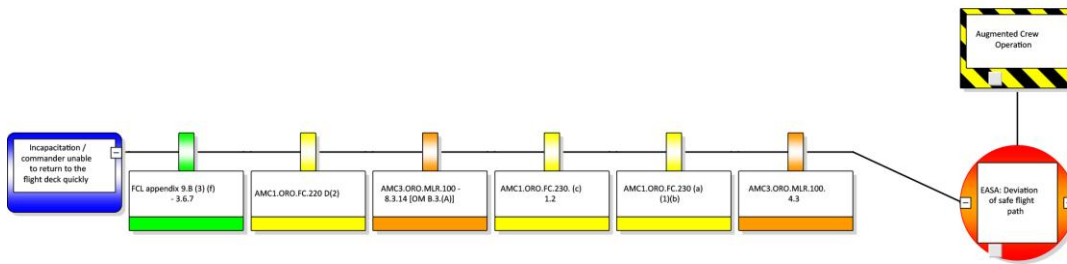 Augmented Crew
Operation
Incapacitation /
commander unable
to return to the
flight deck quickly
FCL appendix 9.B (3) (f)
- 3.6.7
AMC1.ORO.FC.220 D(2)
AMC3.ORO.MLR.100 -
8.3.14 [OM B.3.(A)]
AMC1.ORO.FC.230. (c)
1.2
AMC1.ORO.FC.230 (a)
(1)(b)
AMC3.ORO.MLR.100.
4.3
EASA: Deviation
of safe flight
path